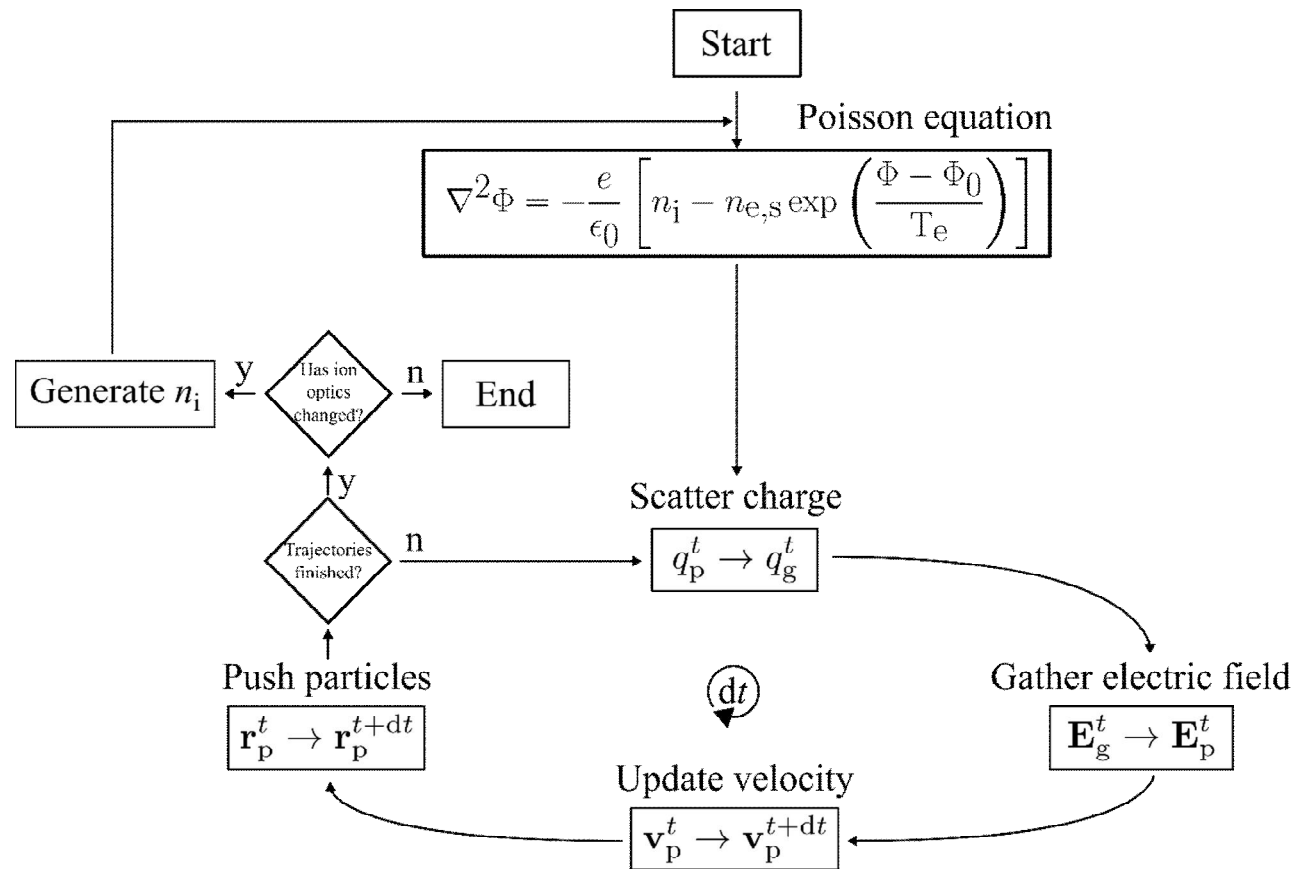 Start
Poisson equation
∇²Φ = −e/ϵ₀ [nᵢ − nₑ,ₛ exp((Φ − Φ₀)/Tₑ)]
Generate nᵢ
y
Has ion
optics
changed?
n
End
y
Trajectories
finished?
n
Scatter charge
q_p^t → q_g^t
Push particles
r_p^t → r_p^{t+dt}
dt
Gather electric field
E_g^t → E_p^t
Update velocity
v_p^t → v_p^{t+dt}